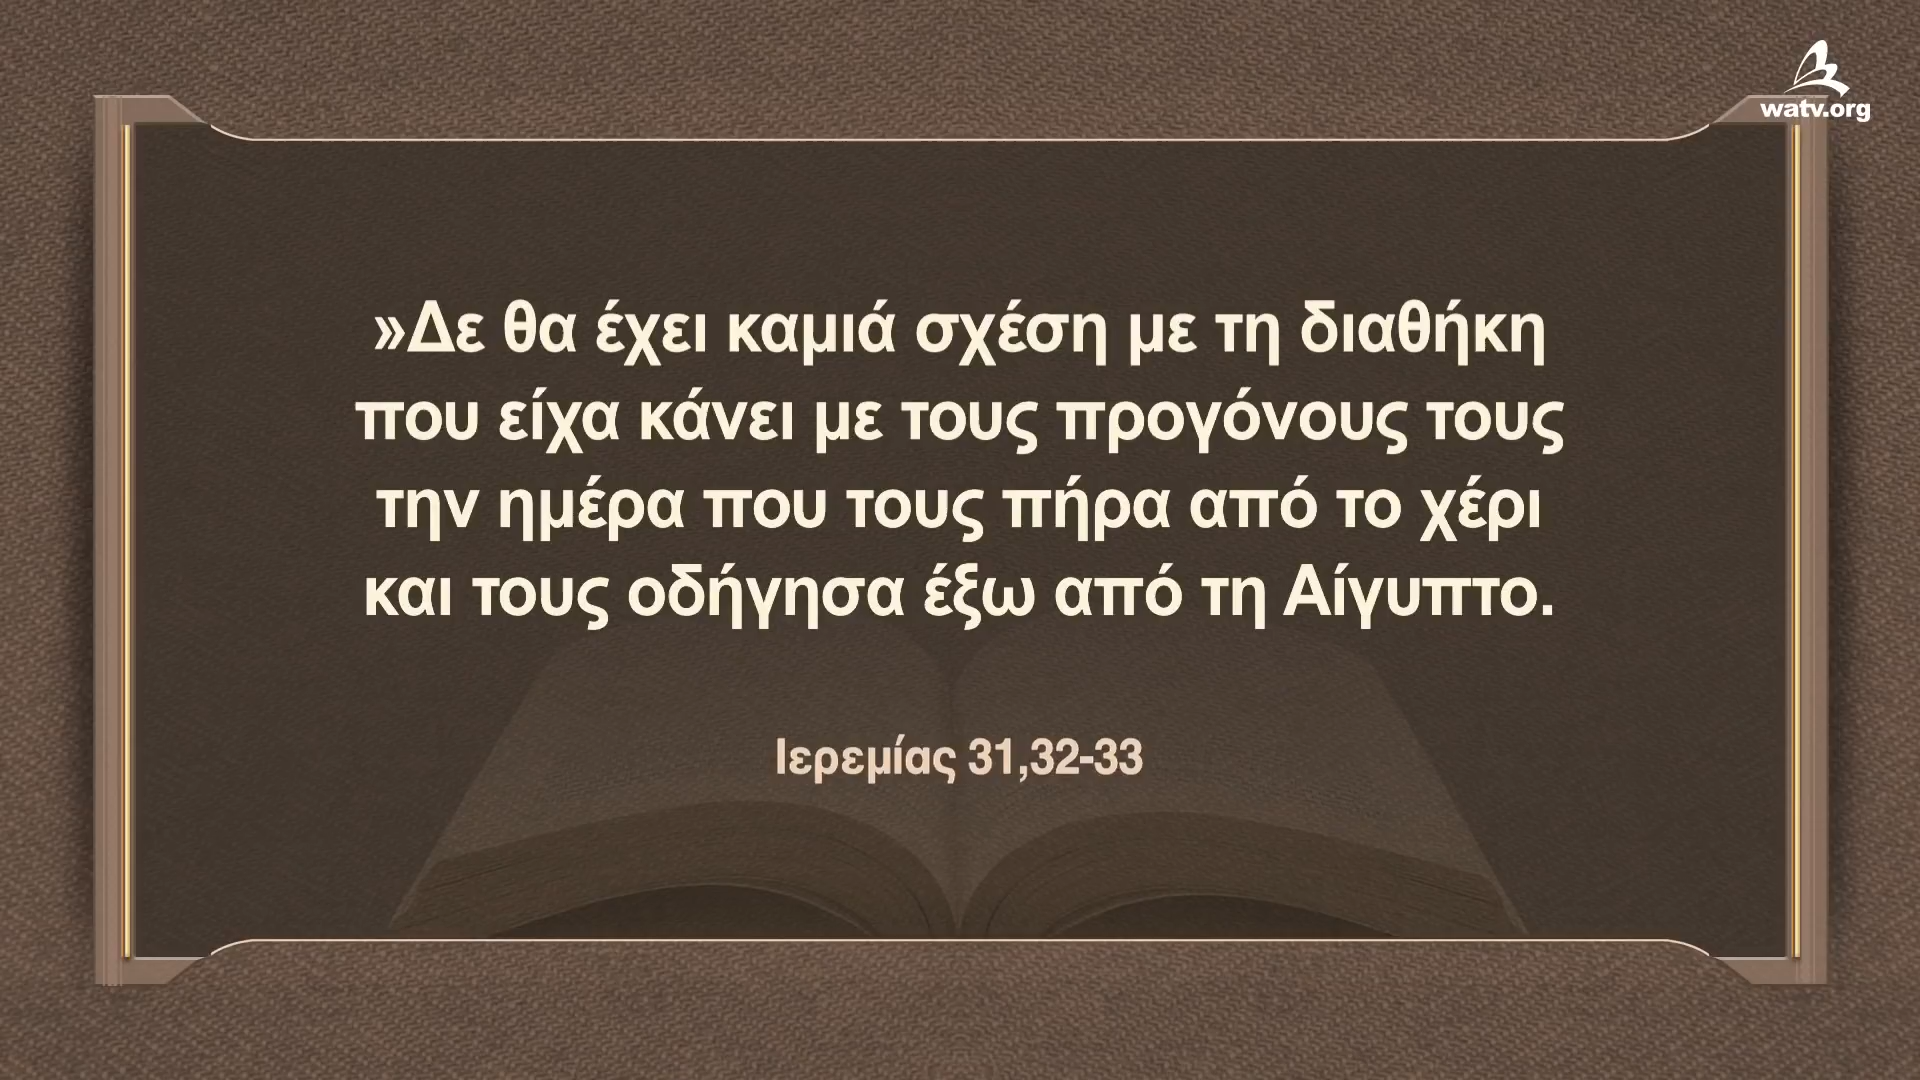 watv.org
»Δε θα έχει καμιά σχέση με τη διαθήκη
που είχα κάνει με τους προγόνους τους
την ημέρα που τους πήρα από το χέρι
και τους οδήγησα έξω από τη Αίγυπτο.
Ιερεμίας 31,32-33